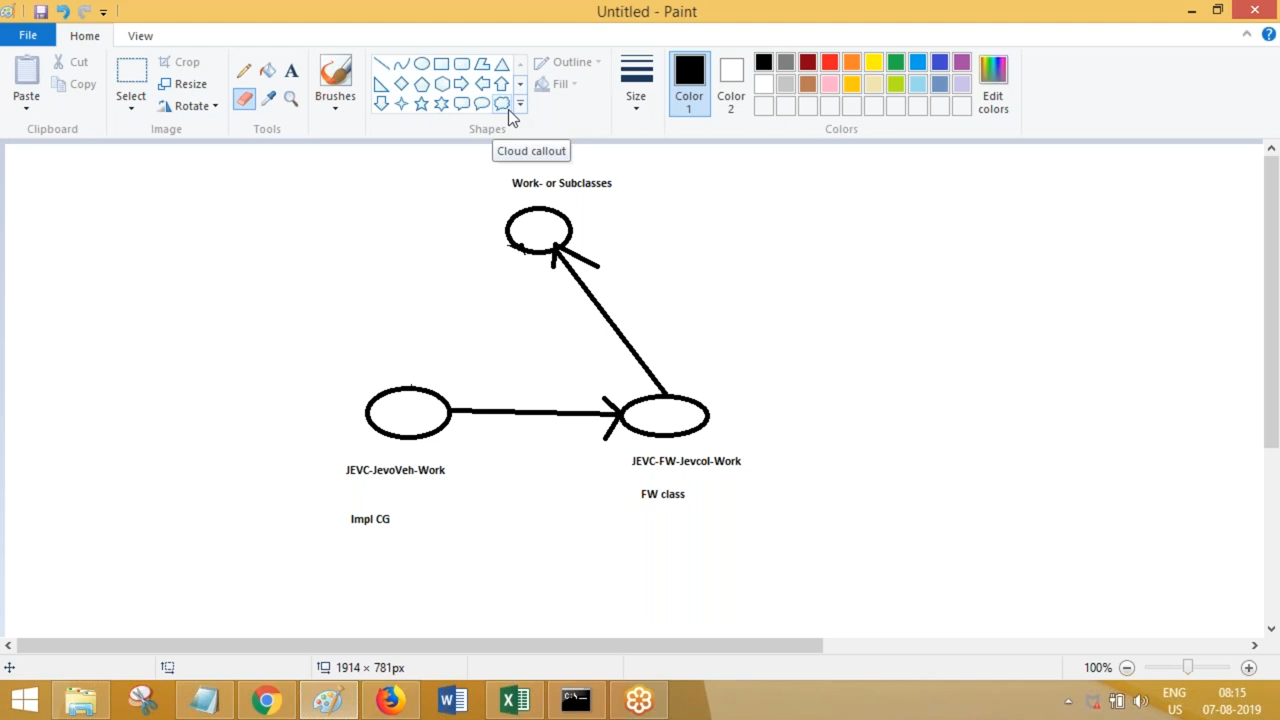 Untitled - Paint
File
Home
View
Paste
Cut
Copy
Clipboard
Select
Crop
Resize
Rotate
Image
A
Tools
Brushes
Outline
Fill
Shapes
Size
Color 1
Color 2
Edit colors
Colors
Cloud callout
Work- or Subclasses
JEVC-JevoVeh-Work
JEVC-FW-Jevcol-Work
FW class
Impl CG
1914 × 781px
100%
ENG
US
08:15
07-08-2019